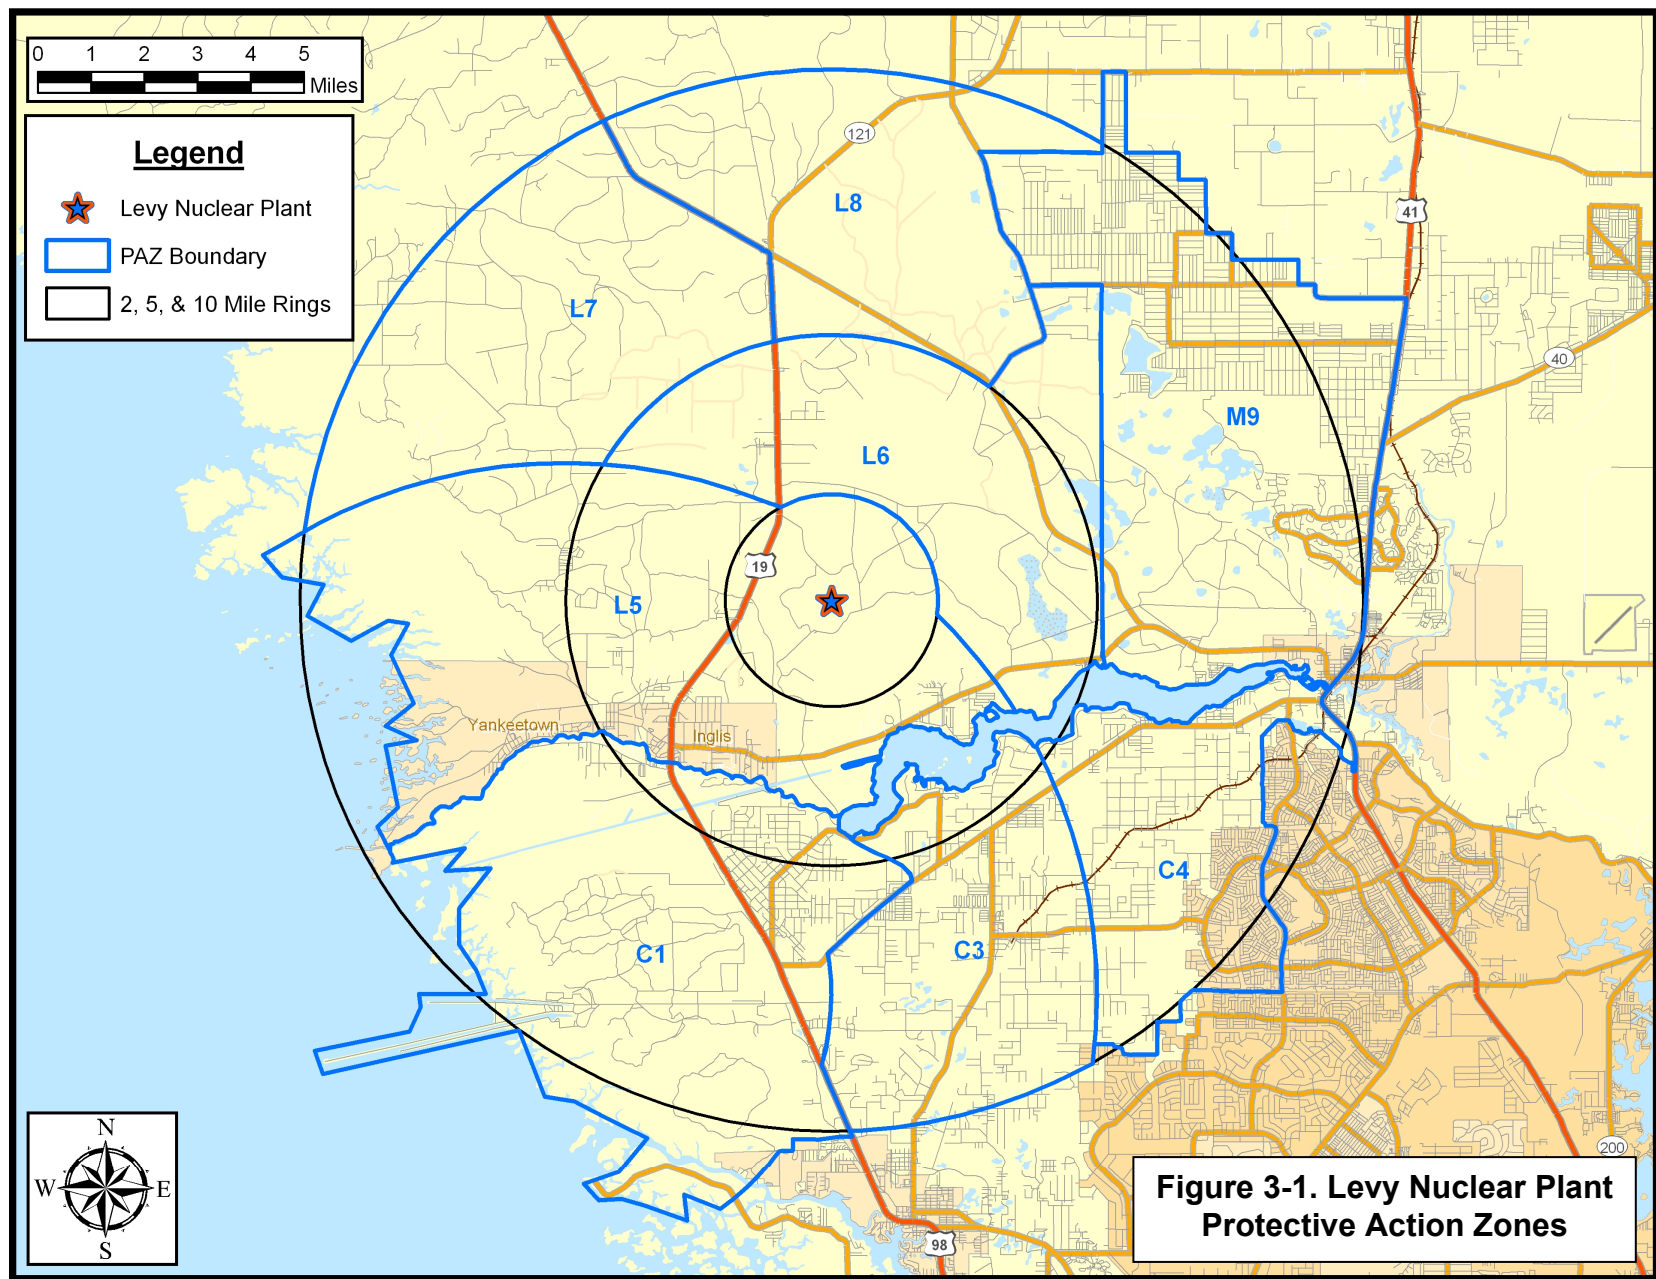 0 1 2 3 4 5
Miles
Legend
Levy Nuclear Plant
PAZ Boundary
2, 5, & 10 Mile Rings
121
L8
41
L7
40
M9
L6
19
L5
Yankeetown
Inglis
C4
C3
C1
N
W E
S
200
98
Figure 3-1. Levy Nuclear Plant
Protective Action Zones